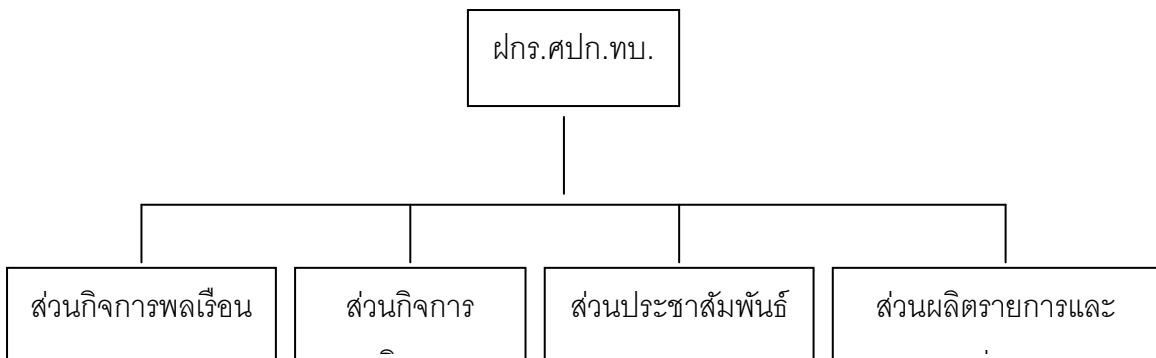 ฝกร.ศปก.ทบ.
ส่วนกิจการพลเรือน
ส่วนกิจการ
ส่วนประชาสัมพันธ์
ส่วนผลิตรายการและ